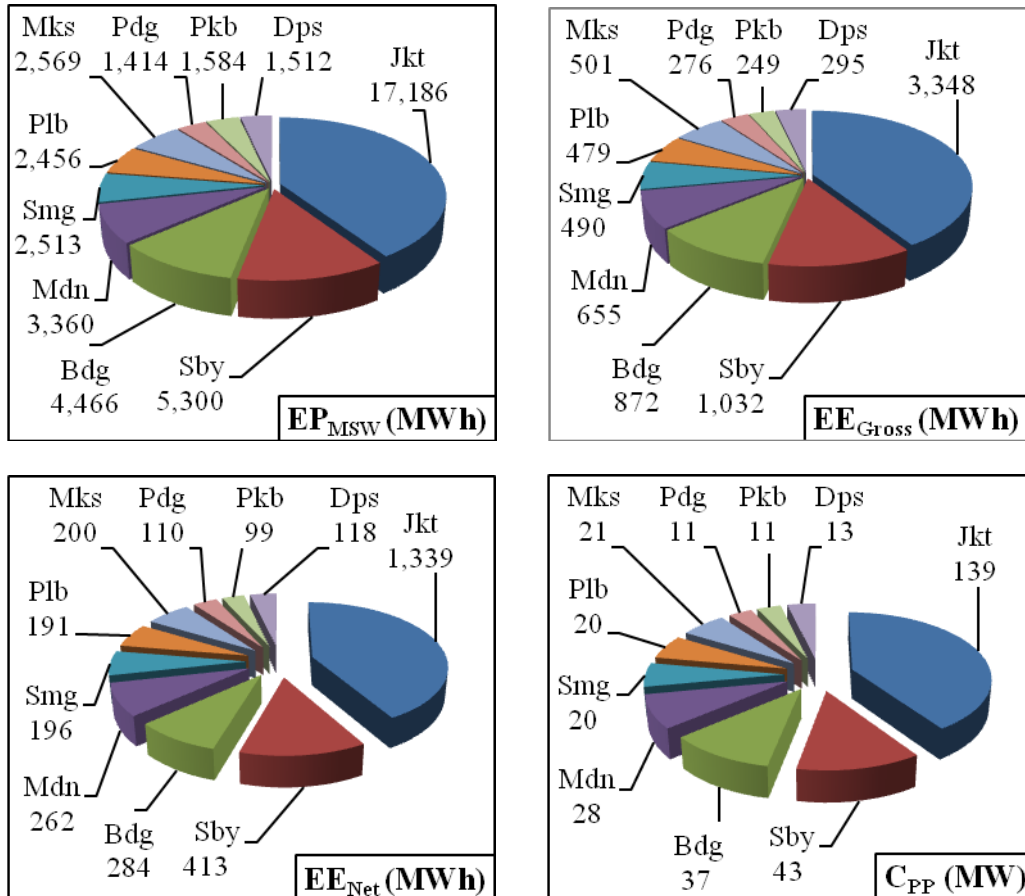 Mks Pdg Pkb Dps
2,569 1,414 1,584 1,512
Jkt
17,186
Plb
2,456
Smg
2,513
Mdn
3,360
Bdg
4,466
Sby
5,300
EP_MSW (MWh)
Mks Pdg Pkb Dps
501 276 249 295
Jkt
3,348
Plb
479
Smg
490
Mdn
655
Bdg
872
Sby
1,032
EE_Gross (MWh)
Mks Pdg Pkb Dps
200 110 99 118
Jkt
1,339
Plb
191
Smg
196
Mdn
262
Bdg
284
Sby
413
EE_Net (MWh)
Mks Pdg Pkb Dps
21 11 11 13
Jkt
139
Plb
20
Smg
20
Mdn
28
Bdg
37
Sby
43
C_PP (MW)